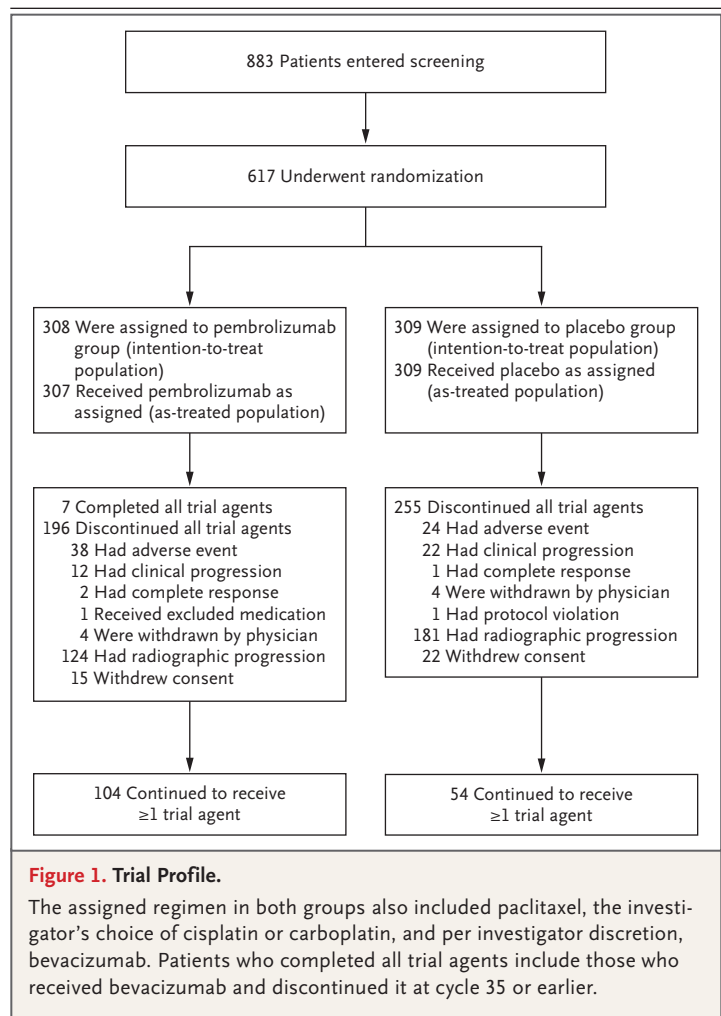 883 Patients entered screening
617 Underwent randomization
308 Were assigned to pembrolizumab
group (intention-to-treat
population)
307 Received pembrolizumab as
assigned (as-treated population)
309 Were assigned to placebo group
(intention-to-treat population)
309 Received placebo as assigned
(as-treated population)
7 Completed all trial agents
196 Discontinued all trial agents
38 Had adverse event
12 Had clinical progression
2 Had complete response
1 Received excluded medication
4 Were withdrawn by physician
124 Had radiographic progression
15 Withdrew consent
255 Discontinued all trial agents
24 Had adverse event
22 Had clinical progression
1 Had complete response
4 Were withdrawn by physician
1 Had protocol violation
181 Had radiographic progression
22 Withdrew consent
104 Continued to receive
≥1 trial agent
54 Continued to receive
≥1 trial agent
Figure 1. Trial Profile.
The assigned regimen in both groups also included paclitaxel, the investi-
gator's choice of cisplatin or carboplatin, and per investigator discretion,
bevacizumab. Patients who completed all trial agents include those who
received bevacizumab and discontinued it at cycle 35 or earlier.